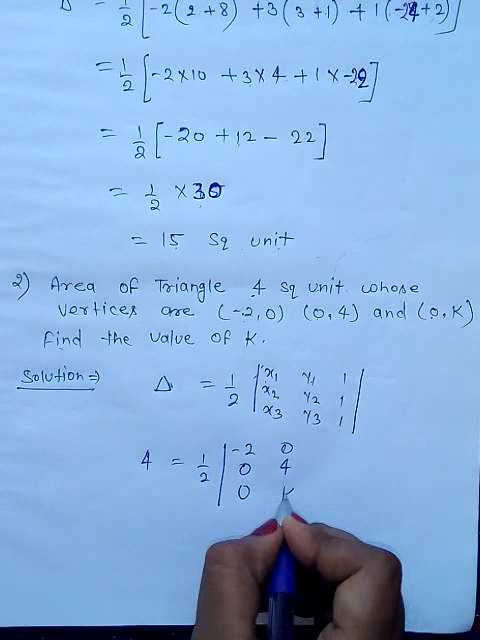 Δ = 1/2 [-2(2+8) +3(3+1) +1(-24+2)]
= 1/2 [-2×10 +3×4 +1×-22]
= 1/2 [-20 +12 - 22]
= 1/2 ×30
= 15 Sq unit
2) Area of Triangle 4 sq unit whose
vertices are (-2,0) (0,4) and (0,K)
find the value of K.
Solution⇒ Δ = 1/2 | x1 y1 1 |
x2 y2 1
x3 y3 1
4 = 1/2 | -2 0
0 4
0 K